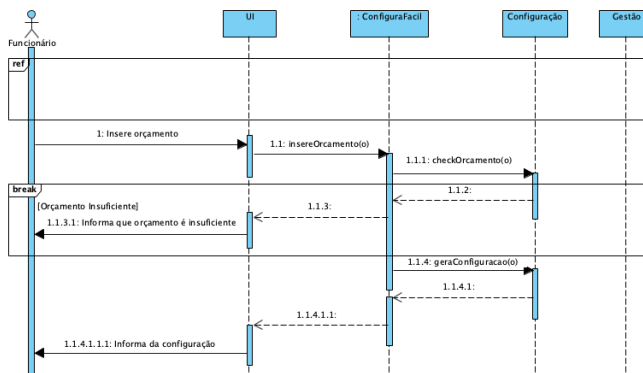 UI
: ConfiguraFacil
Configuração
Gestão
Funcionário
ref
1: Insere orçamento
1.1: insereOrcamento(o)
1.1.1: checkOrcamento(o)
break
1.1.2:
[Orçamento Insuficiente]
1.1.3:
1.1.3.1: Informa que orçamento é insuficiente
1.1.4: geraConfiguracao(o)
1.1.4.1:
1.1.4.1.1:
1.1.4.1.1.1: Informa da configuração